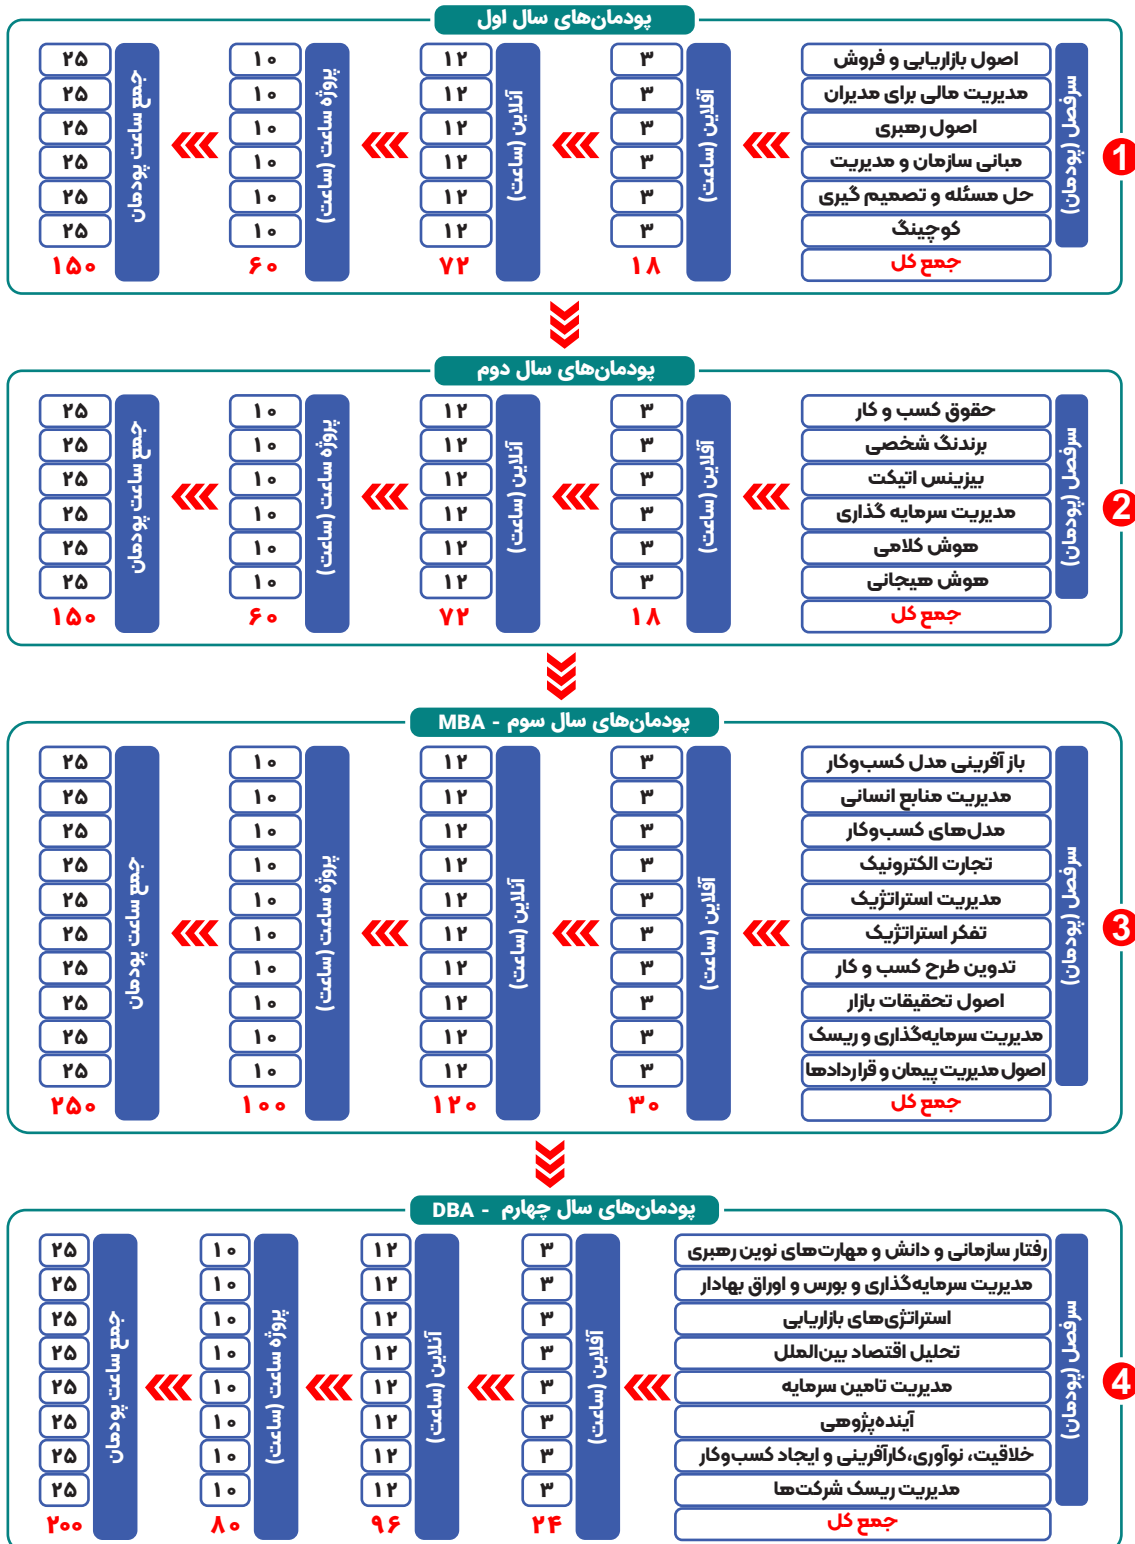 پودمان‌های سال اول
1
سرفصل (پودمان) آفلاین (ساعت) آنلاین (ساعت) پروژه ساعت (ساعت) جمع ساعت پودمان
اصول بازاریابی و فروش ۳ ۱۲ ۱۰ ۲۵
مدیریت مالی برای مدیران ۳ ۱۲ ۱۰ ۲۵
اصول رهبری ۳ ۱۲ ۱۰ ۲۵
مبانی سازمان و مدیریت ۳ ۱۲ ۱۰ ۲۵
حل مسئله و تصمیم گیری ۳ ۱۲ ۱۰ ۲۵
کوچینگ ۳ ۱۲ ۱۰ ۲۵
جمع کل ۱۸ ۷۲ ۶۰ ۱۵۰
پودمان‌های سال دوم
2
سرفصل (پودمان) آفلاین (ساعت) آنلاین (ساعت) پروژه ساعت (ساعت) جمع ساعت پودمان
حقوق کسب و کار ۳ ۱۲ ۱۰ ۲۵
برندنگ شخصی ۳ ۱۲ ۱۰ ۲۵
بیزینس اتیکت ۳ ۱۲ ۱۰ ۲۵
مدیریت سرمایه گذاری ۳ ۱۲ ۱۰ ۲۵
هوش کلامی ۳ ۱۲ ۱۰ ۲۵
هوش هیجانی ۳ ۱۲ ۱۰ ۲۵
جمع کل ۱۸ ۷۲ ۶۰ ۱۵۰
پودمان‌های سال سوم - MBA
3
سرفصل (پودمان) آفلاین (ساعت) آنلاین (ساعت) پروژه ساعت (ساعت) جمع ساعت پودمان
باز آفرینی مدل کسب‌وکار ۳ ۱۲ ۱۰ ۲۵
مدیریت منابع انسانی ۳ ۱۲ ۱۰ ۲۵
مدل‌های کسب‌وکار ۳ ۱۲ ۱۰ ۲۵
تجارت الکترونیک ۳ ۱۲ ۱۰ ۲۵
مدیریت استراتژیک ۳ ۱۲ ۱۰ ۲۵
تفکر استراتژیک ۳ ۱۲ ۱۰ ۲۵
تدوین طرح کسب و کار ۳ ۱۲ ۱۰ ۲۵
اصول تحقیقات بازار ۳ ۱۲ ۱۰ ۲۵
مدیریت سرمایه‌گذاری و ریسک ۳ ۱۲ ۱۰ ۲۵
اصول مدیریت پیمان و قراردادها ۳ ۱۲ ۱۰ ۲۵
جمع کل ۳۰ ۱۲۰ ۱۰۰ ۲۵۰
پودمان‌های سال چهارم - DBA
4
سرفصل (پودمان) آفلاین (ساعت) آنلاین (ساعت) پروژه ساعت (ساعت) جمع ساعت پودمان
رفتار سازمانی و دانش و مهارت‌های نوین رهبری ۳ ۱۲ ۱۰ ۲۵
مدیریت سرمایه‌گذاری و بورس و اوراق بهادار ۳ ۱۲ ۱۰ ۲۵
استراتژی‌های بازاریابی ۳ ۱۲ ۱۰ ۲۵
تحلیل اقتصاد بین‌الملل ۳ ۱۲ ۱۰ ۲۵
مدیریت تامین سرمایه ۳ ۱۲ ۱۰ ۲۵
آینده‌پژوهی ۳ ۱۲ ۱۰ ۲۵
خلاقیت، نوآوری،کارآفرینی و ایجاد کسب‌وکار ۳ ۱۲ ۱۰ ۲۵
مدیریت ریسک شرکت‌ها ۳ ۱۲ ۱۰ ۲۵
جمع کل ۲۴ ۹۶ ۸۰ ۲۰۰